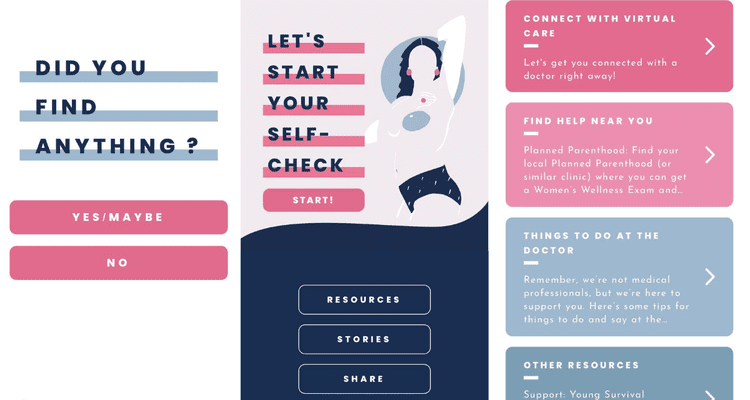 DID YOU
FIND
ANYTHING ?
YES/MAYBE
NO
LET'S
START
YOUR
SELF-
CHECK
START!
RESOURCES
STORIES
SHARE
CONNECT WITH VIRTUAL
CARE
Let's get you connected with a
doctor right away!
FIND HELP NEAR YOU
Planned Parenthood: Find your
local Planned Parenthood (or
similar clinic) where you can get
a Women's Wellness Exam and...
THINGS TO DO AT THE
DOCTOR
Remember, we're not medical
professionals, but we're here to
support you. Here's some tips for
things to do and say at the...
OTHER RESOURCES
Support: Young Survival